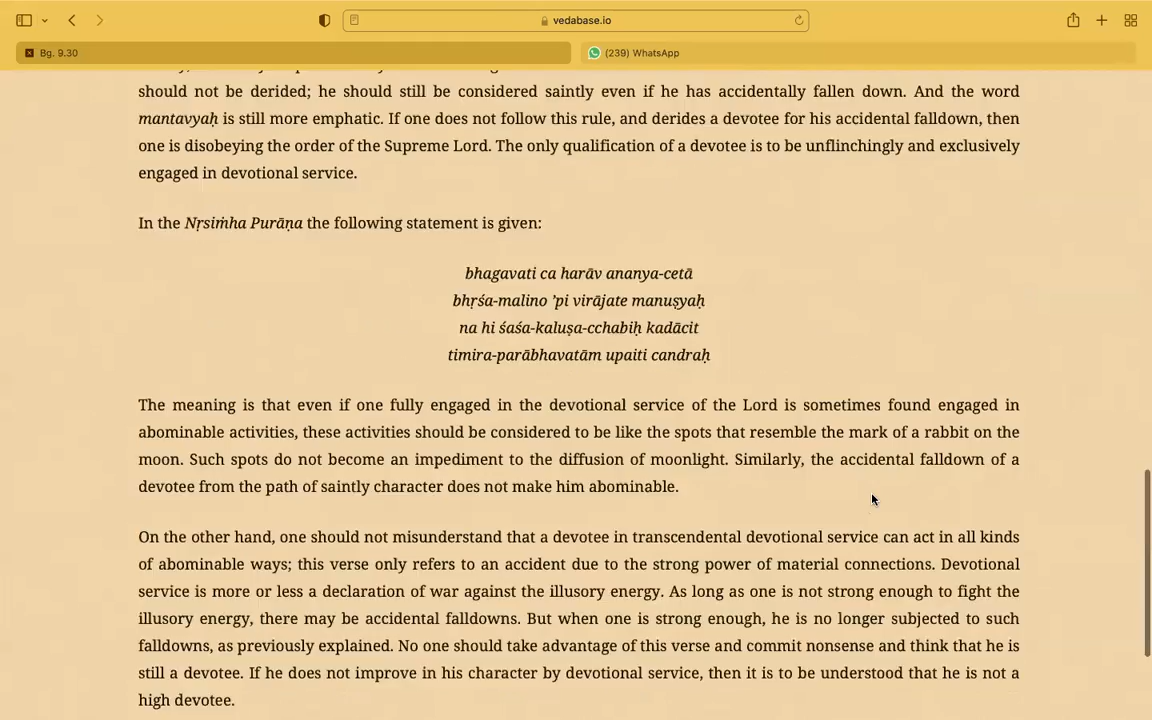 vedabase.io
Bg. 9.30
(239) WhatsApp
should not be derided; he should still be considered saintly even if he has accidentally fallen down. And the word
mantavyaḥ is still more emphatic. If one does not follow this rule, and derides a devotee for his accidental falldown, then
one is disobeying the order of the Supreme Lord. The only qualification of a devotee is to be unflinchingly and exclusively
engaged in devotional service.
In the Nṛsiṁha Purāṇa the following statement is given:
bhagavati ca harāv ananya-cetā
bhṛśa-malino ’pi virājate manuṣyaḥ
na hi śaśa-kaluṣa-cchabiḥ kadācit
timira-parābhavatām upaiti candraḥ
The meaning is that even if one fully engaged in the devotional service of the Lord is sometimes found engaged in
abominable activities, these activities should be considered to be like the spots that resemble the mark of a rabbit on the
moon. Such spots do not become an impediment to the diffusion of moonlight. Similarly, the accidental falldown of a
devotee from the path of saintly character does not make him abominable.
On the other hand, one should not misunderstand that a devotee in transcendental devotional service can act in all kinds
of abominable ways; this verse only refers to an accident due to the strong power of material connections. Devotional
service is more or less a declaration of war against the illusory energy. As long as one is not strong enough to fight the
illusory energy, there may be accidental falldowns. But when one is strong enough, he is no longer subjected to such
falldowns, as previously explained. No one should take advantage of this verse and commit nonsense and think that he is
still a devotee. If he does not improve in his character by devotional service, then it is to be understood that he is not a
high devotee.